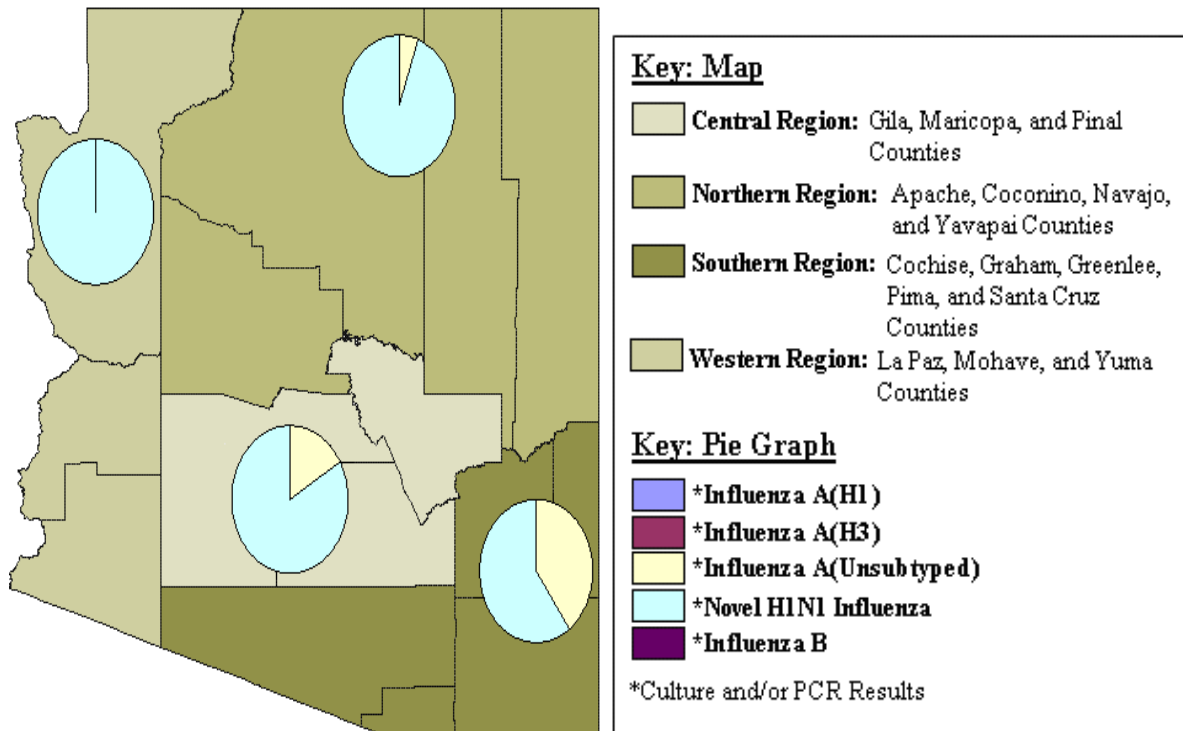 Key: Map
Central Region: Gila, Maricopa, and Pinal
Counties
Northern Region: Apache, Coconino, Navajo,
and Yavapai Counties
Southern Region: Cochise, Graham, Greenlee,
Pima, and Santa Cruz
Counties
Western Region: La Paz, Mohave, and Yuma
Counties
Key: Pie Graph
*Influenza A(H1)
*Influenza A(H3)
*Influenza A(Unsubtyped)
*Novel H1N1 Influenza
*Influenza B
*Culture and/or PCR Results